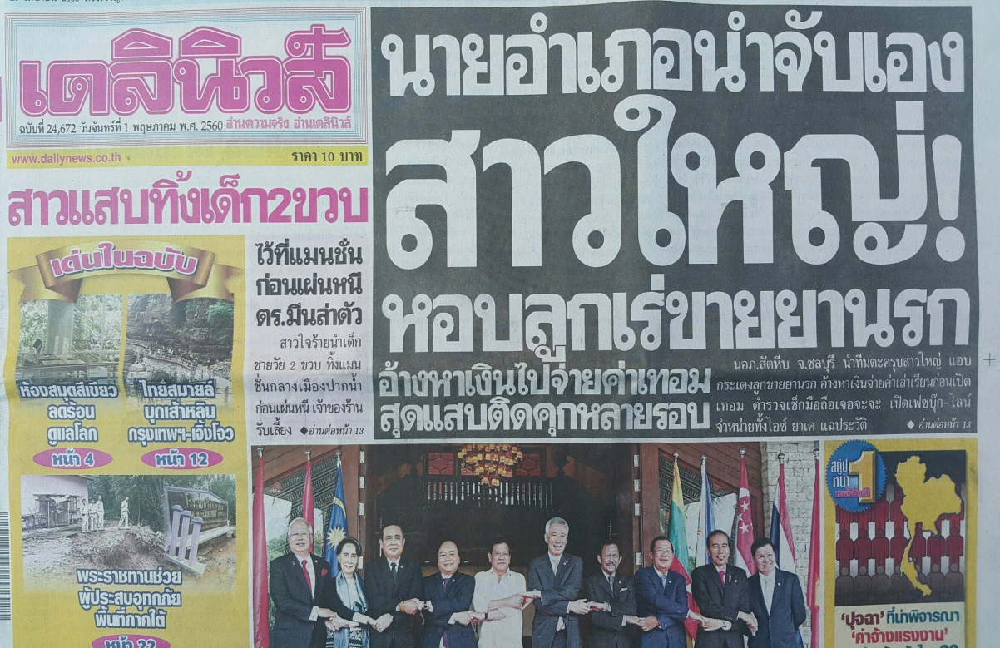 เดลินิวส์
ฉบับที่ 24,672 วันจันทร์ที่ 1 พฤษภาคม พ.ศ. 2560 อ่านความจริง อ่านเดลินิวส์
www.dailynews.co.th ราคา 10 บาท
นายอำเภอนำจับเอง
สาวใหญ่!
หอบลูกเร่ขายยานรก
อ้างหาเงินไปจ่ายค่าเทอม
สุดแสบติดคุกหลายรอบ
นอภ.สัตหีบ จ.ชลบุรี นำทีมตะครุบสาวใหญ่ แอบ
กระเตงลูกขายยานรก อ้างหาเงินจ่ายค่าเล่าเรียนก่อนเปิด
เทอม ตำรวจเช็กมือถือเจอจะจะ เปิดเฟซบุ๊ก-ไลน์
จำหน่ายทั้งไอซ์ ยาเค แฉประวัติ ◆ อ่านต่อหน้า 13
สาวแสบทิ้งเด็ก2ขวบ
ไว้ที่แมนชั่น
ก่อนเผ่นหนี
ตร.มึนล่าตัว
สาวใจร้ายนำเด็ก
ชายวัย 2 ขวบ ทิ้งแมน
ชั่นกลางเมืองปากน้ำ
ก่อนเผ่นหนี เจ้าของร้าน
รับเลี้ยง ◆ อ่านต่อหน้า 13
เด่นในฉบับ
ห้องสมุดสีเขียว
ลดร้อน
ดูแลโลก
หน้า 4
ไทยสมายล์
บุกเส้าหลิน
กรุงเทพฯ-เจิ้งโจว
หน้า 12
พระราชทานช่วย
ผู้ประสบอุทกภัย
พื้นที่ภาคใต้
หน้า 22
สกู๊ป
หน้า
1
'ปุจฉา' ที่น่าพิจารณา
'ค่าจ้างแรงงาน'